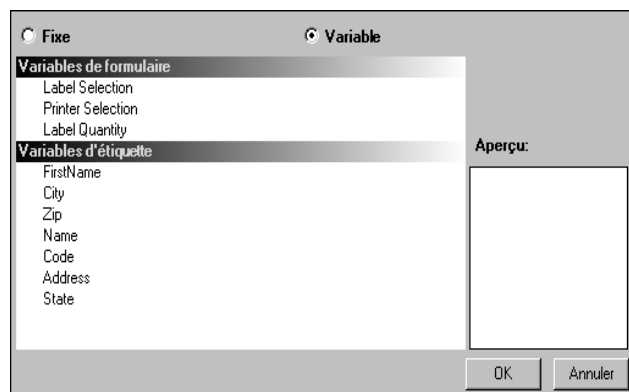 Fixe Variable
Variables de formulaire
Label Selection
Printer Selection
Label Quantity
Variables d'étiquette
FirstName
City
Zip
Name
Code
Address
State
Aperçu:
OK Annuler